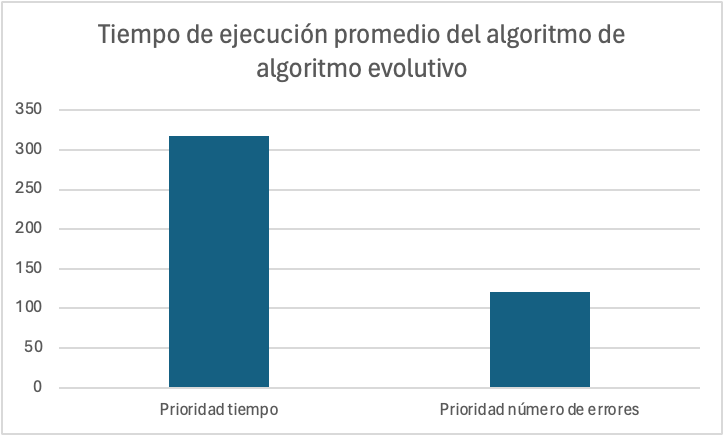 Tiempo de ejecución promedio del algoritmo de
algoritmo evolutivo
350
300
250
200
150
100
50
0
Prioridad tiempo
Prioridad número de errores